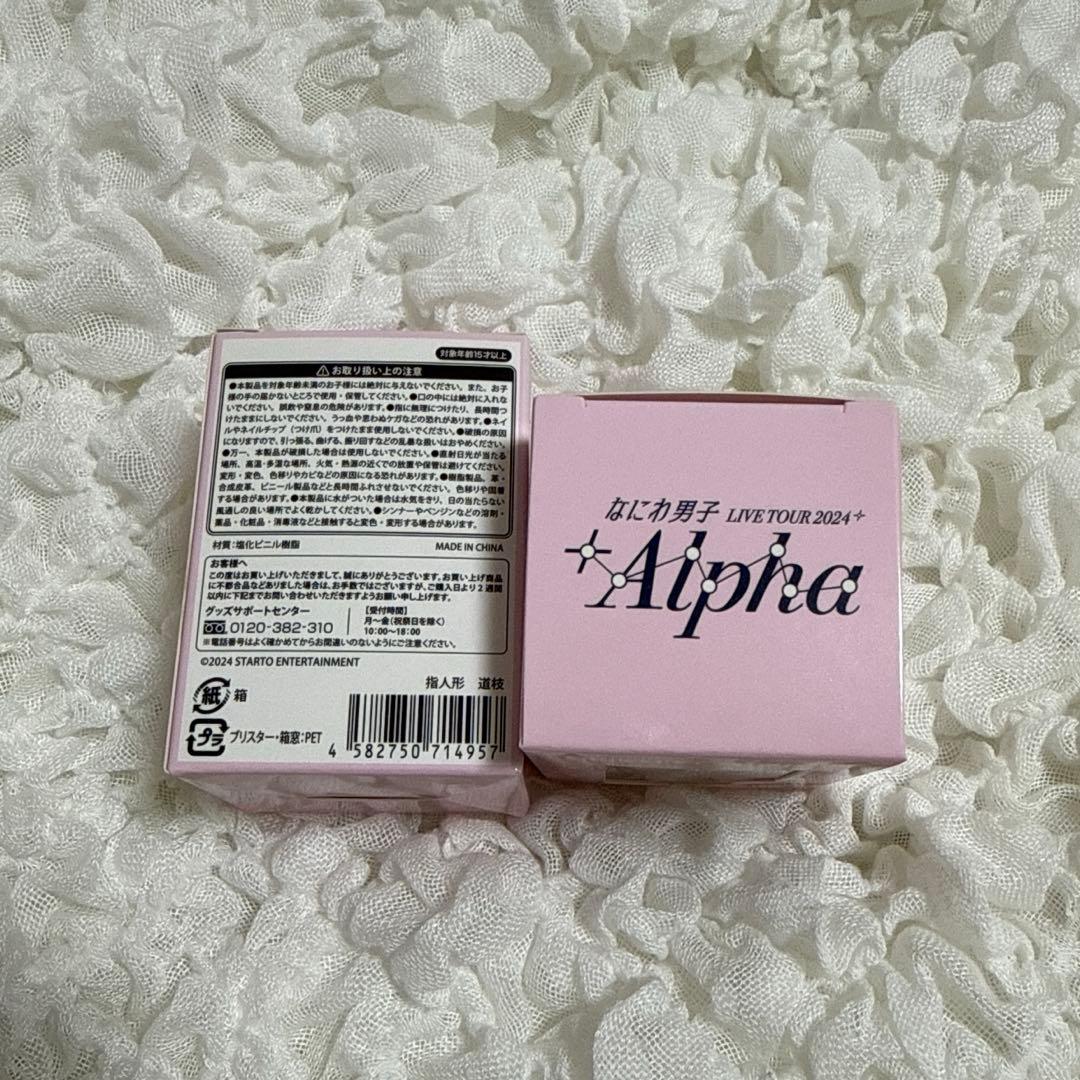 対象年齢15才以上
⚠お取り扱い上の注意
●本製品を対象年齢未満のお子様には絶対に与えないでください。また、お子
様の手の届かないところで使用・保管してください。●口の中には絶対に入れな
いでください。誤飲や窒息の危険があります。●指に無理につけたり、長時間つ
けたままにしないでください。うっ血や思わぬケガなどの恐れがあります。●ネイ
ルやネイルチップ（つけ爪）をつけたまま使用しないでください。●破損の原因
になりますので、引っ張る、曲げる、振り回すなどの乱暴な扱いはおやめください。
●万一、本製品が破損した場合は使用しないでください。●直射日光が当たる
場所、高温・多湿な場所、火気・熱源の近くでの放置や保管は避けてください。
変形・変色、色移りやカビなどの原因になる恐れがあります。●樹脂製品、革・
合成皮革、ビニール製品などと長時間ふれさせないでください。色移りや固着
する場合があります。●本製品に水がついた場合は水気をきり、日の当たらない
風通しの良い場所でよく乾かしてください。●シンナーやベンジンなどの溶剤・
薬品・化粧品・消毒液などと接触すると変色・変形する場合があります。
材質：塩化ビニル樹脂 MADE IN CHINA
お客様へ
この度はお買い上げいただきまして、誠にありがとうございます。お買い上げ商品
に不都合品などありました場合は、お手数ではございますが、ご購入日より2週間
以内に下記までお問い合わせいただきますようお願い申し上げます。
グッズサポートセンター
0120-382-310
【受付時間】
月〜金（祝祭日を除く）
10:00〜18:00
※電話番号はよく確かめてからお間違いのないようにご注意ください。
©2024 STARTO ENTERTAINMENT
指人形 道枝
紙 箱
プラ ブリスター・箱窓：PET
4 582750 714957
なにわ男子 LIVE TOUR 2024
+Alpha